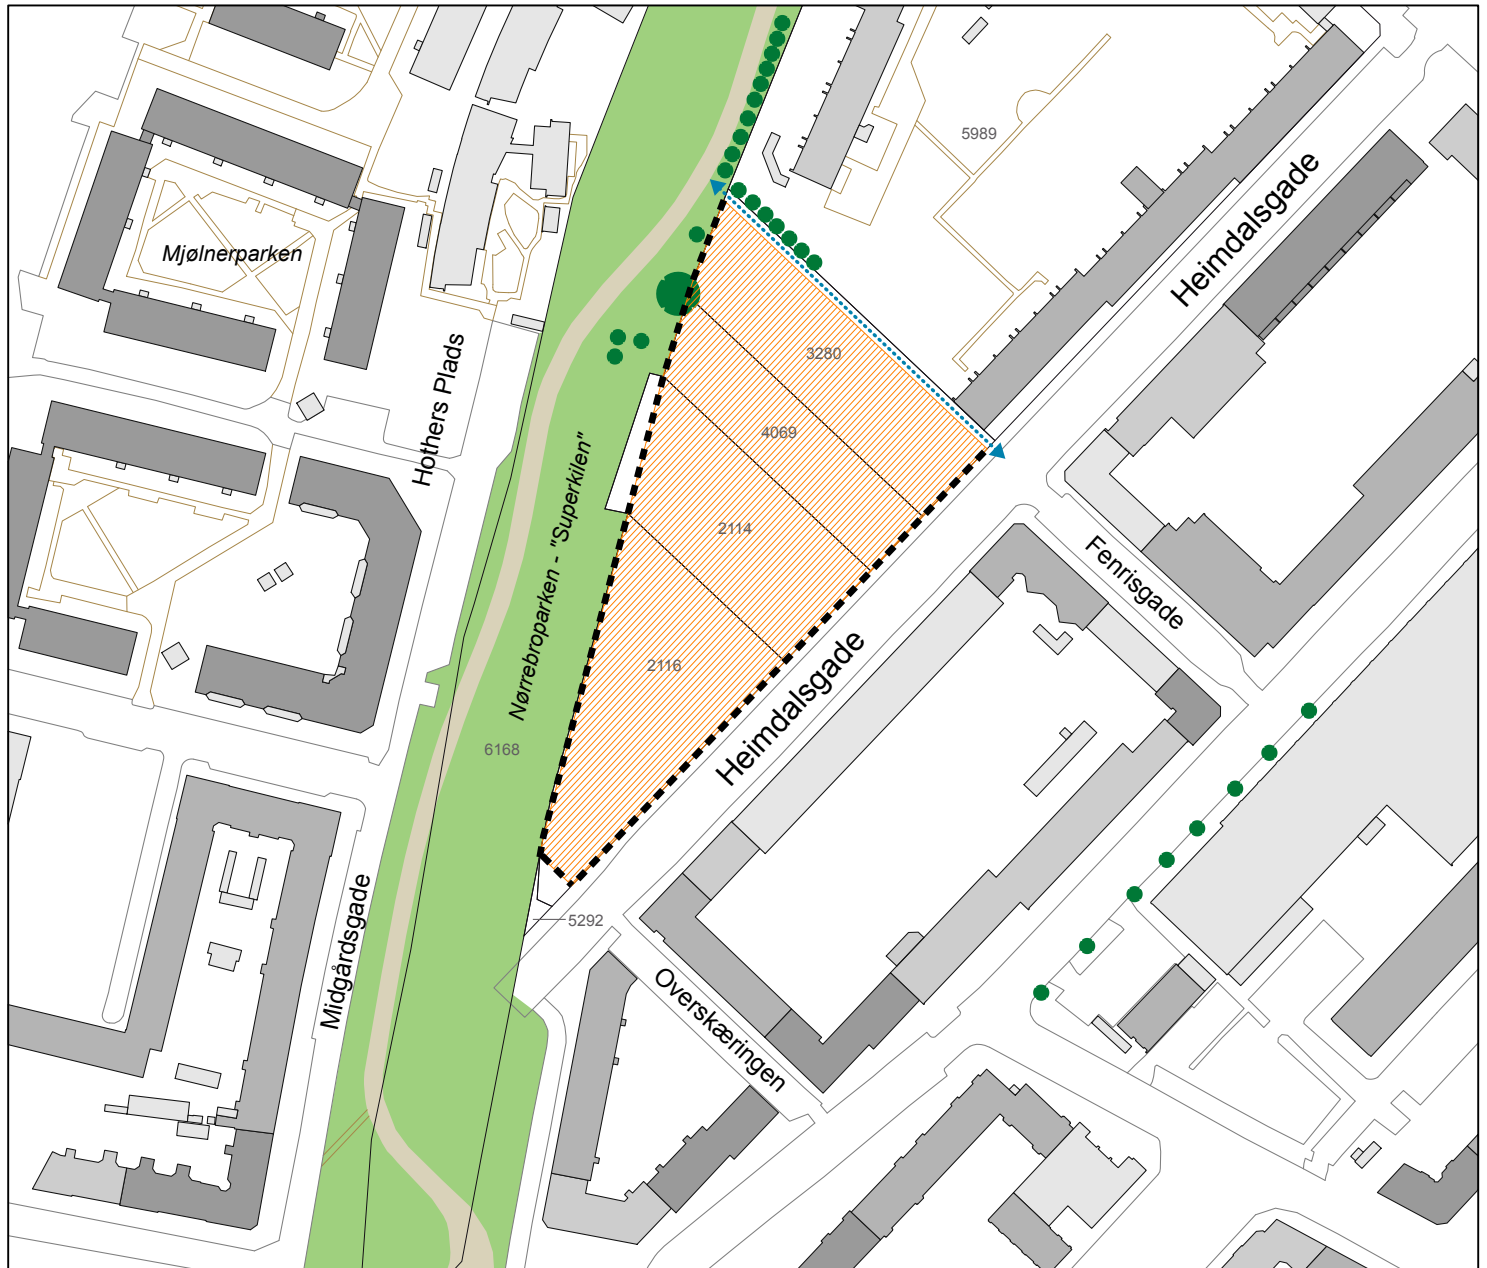 5989
Heimdalsgade
Mjølnerparken
3280
Hothers Plads
4069
2114
Nørrebroparken - "Superkilen"
Fenrisgade
2116
Heimdalsgade
6168
5292
Midgårdsgade
Overskæringen